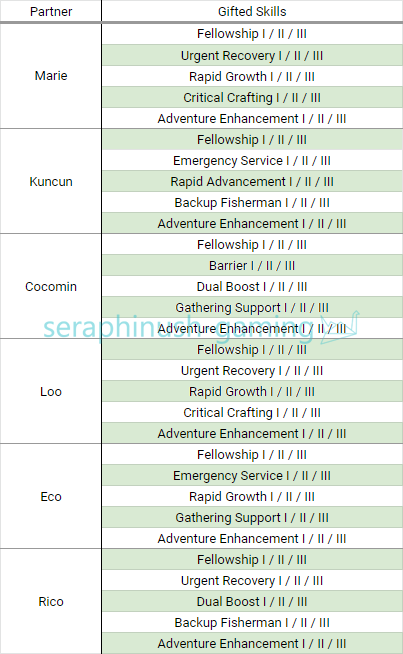 Partner Gifted Skills
Marie
Fellowship I / II / III
Urgent Recovery I / II / III
Rapid Growth I / II / III
Critical Crafting I / II / III
Adventure Enhancement I / II / III
Kuncun
Fellowship I / II / III
Emergency Service I / II / III
Rapid Advancement I / II / III
Backup Fisherman I / II / III
Adventure Enhancement I / II / III
Cocomin
Fellowship I / II / III
Barrier I / II / III
Dual Boost I / II / III
Gathering Support I / II / III
Adventure Enhancement I / II / III
seraphinush-gaming
Loo
Fellowship I / II / III
Urgent Recovery I / II / III
Rapid Growth I / II / III
Critical Crafting I / II / III
Adventure Enhancement I / II / III
Eco
Fellowship I / II / III
Emergency Service I / II / III
Rapid Growth I / II / III
Gathering Support I / II / III
Adventure Enhancement I / II / III
Rico
Fellowship I / II / III
Urgent Recovery I / II / III
Dual Boost I / II / III
Backup Fisherman I / II / III
Adventure Enhancement I / II / III